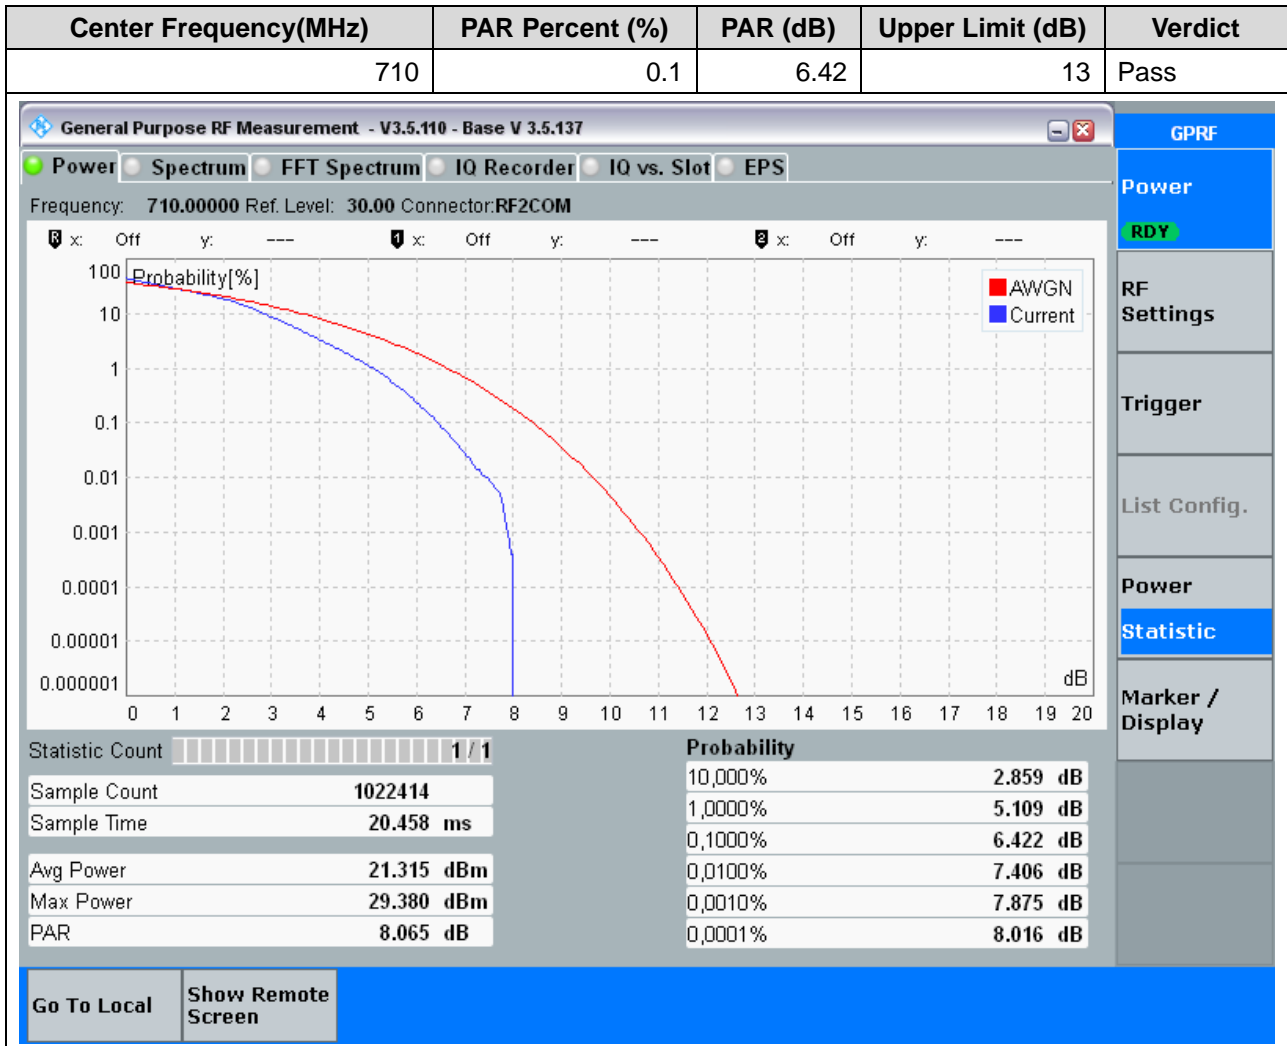 Center Frequency(MHz) PAR Percent (%) PAR (dB) Upper Limit (dB) Verdict
710 0.1 6.42 13 Pass
General Purpose RF Measurement - V3.5.110 - Base V 3.5.137
GPRF
Power Spectrum FFT Spectrum IQ Recorder IQ vs. Slot EPS
Power
RDY
Frequency: 710.00000 Ref. Level: 30.00 Connector:RF2COM
R x: Off y: --- 1 x: Off y: --- 2 x: Off y: ---
100 Probability[%]
AWGN
Current
10
1
0.1
0.01
0.001
0.0001
0.00001
0.000001
dB
0 1 2 3 4 5 6 7 8 9 10 11 12 13 14 15 16 17 18 19 20
RF
Settings
Trigger
List Config.
Power
Statistic
Marker /
Display
Statistic Count 1 / 1
Sample Count 1022414
Sample Time 20.458 ms
Avg Power 21.315 dBm
Max Power 29.380 dBm
PAR 8.065 dB
Probability
10,000% 2.859 dB
1,0000% 5.109 dB
0,1000% 6.422 dB
0,0100% 7.406 dB
0,0010% 7.875 dB
0,0001% 8.016 dB
Go To Local
Show Remote
Screen